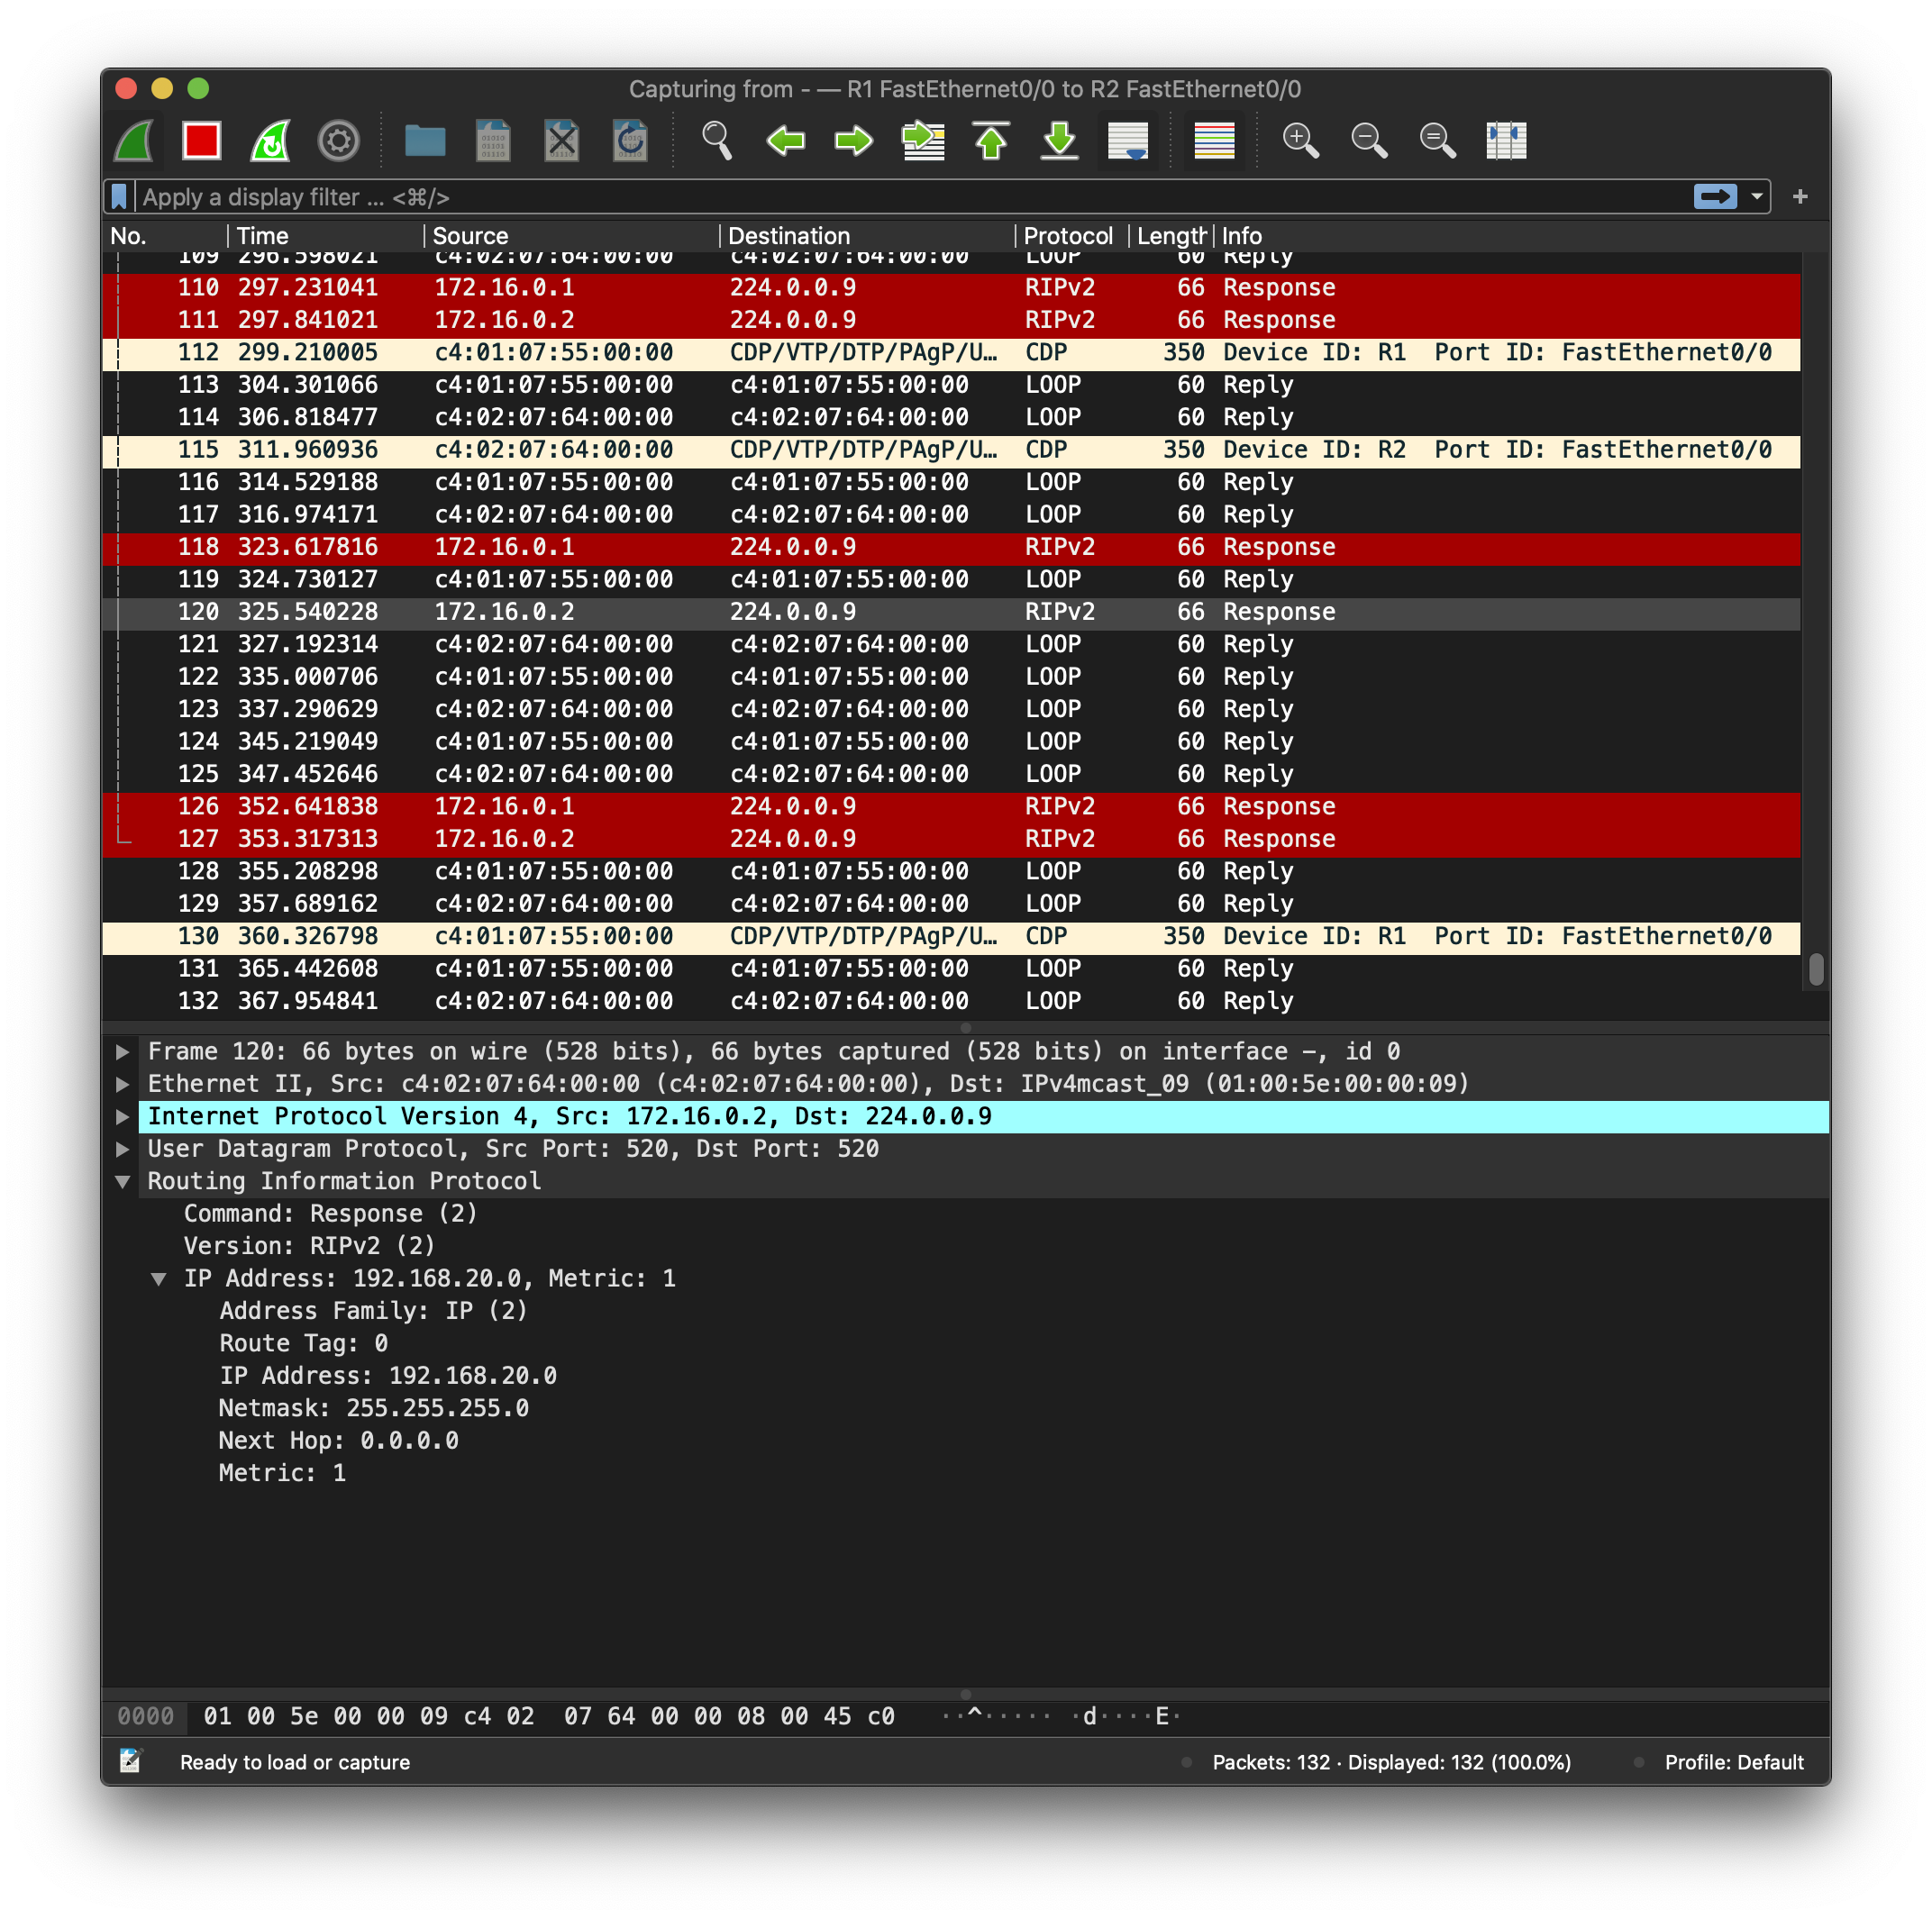 Capturing from - — R1 FastEthernet0/0 to R2 FastEthernet0/0
Apply a display filter ... <⌘/>
No. Time Source Destination Protocol Length Info
109 296.598021 c4:02:07:64:00:00 c4:02:07:64:00:00 LOOP 60 Reply
110 297.231041 172.16.0.1 224.0.0.9 RIPv2 66 Response
111 297.841021 172.16.0.2 224.0.0.9 RIPv2 66 Response
112 299.210005 c4:01:07:55:00:00 CDP/VTP/DTP/PAgP/U… CDP 350 Device ID: R1 Port ID: FastEthernet0/0
113 304.301066 c4:01:07:55:00:00 c4:01:07:55:00:00 LOOP 60 Reply
114 306.818477 c4:02:07:64:00:00 c4:02:07:64:00:00 LOOP 60 Reply
115 311.960936 c4:02:07:64:00:00 CDP/VTP/DTP/PAgP/U… CDP 350 Device ID: R2 Port ID: FastEthernet0/0
116 314.529188 c4:01:07:55:00:00 c4:01:07:55:00:00 LOOP 60 Reply
117 316.974171 c4:02:07:64:00:00 c4:02:07:64:00:00 LOOP 60 Reply
118 323.617816 172.16.0.1 224.0.0.9 RIPv2 66 Response
119 324.730127 c4:01:07:55:00:00 c4:01:07:55:00:00 LOOP 60 Reply
120 325.540228 172.16.0.2 224.0.0.9 RIPv2 66 Response
121 327.192314 c4:02:07:64:00:00 c4:02:07:64:00:00 LOOP 60 Reply
122 335.000706 c4:01:07:55:00:00 c4:01:07:55:00:00 LOOP 60 Reply
123 337.290629 c4:02:07:64:00:00 c4:02:07:64:00:00 LOOP 60 Reply
124 345.219049 c4:01:07:55:00:00 c4:01:07:55:00:00 LOOP 60 Reply
125 347.452646 c4:02:07:64:00:00 c4:02:07:64:00:00 LOOP 60 Reply
126 352.641838 172.16.0.1 224.0.0.9 RIPv2 66 Response
127 353.317313 172.16.0.2 224.0.0.9 RIPv2 66 Response
128 355.208298 c4:01:07:55:00:00 c4:01:07:55:00:00 LOOP 60 Reply
129 357.689162 c4:02:07:64:00:00 c4:02:07:64:00:00 LOOP 60 Reply
130 360.326798 c4:01:07:55:00:00 CDP/VTP/DTP/PAgP/U… CDP 350 Device ID: R1 Port ID: FastEthernet0/0
131 365.442608 c4:01:07:55:00:00 c4:01:07:55:00:00 LOOP 60 Reply
132 367.954841 c4:02:07:64:00:00 c4:02:07:64:00:00 LOOP 60 Reply
Frame 120: 66 bytes on wire (528 bits), 66 bytes captured (528 bits) on interface -, id 0
Ethernet II, Src: c4:02:07:64:00:00 (c4:02:07:64:00:00), Dst: IPv4mcast_09 (01:00:5e:00:00:09)
Internet Protocol Version 4, Src: 172.16.0.2, Dst: 224.0.0.9
User Datagram Protocol, Src Port: 520, Dst Port: 520
Routing Information Protocol
Command: Response (2)
Version: RIPv2 (2)
IP Address: 192.168.20.0, Metric: 1
Address Family: IP (2)
Route Tag: 0
IP Address: 192.168.20.0
Netmask: 255.255.255.0
Next Hop: 0.0.0.0
Metric: 1
0000 01 00 5e 00 00 09 c4 02 07 64 00 00 08 00 45 c0 ··^····· ·d····E·
Ready to load or capture
Packets: 132 · Displayed: 132 (100.0%)
Profile: Default